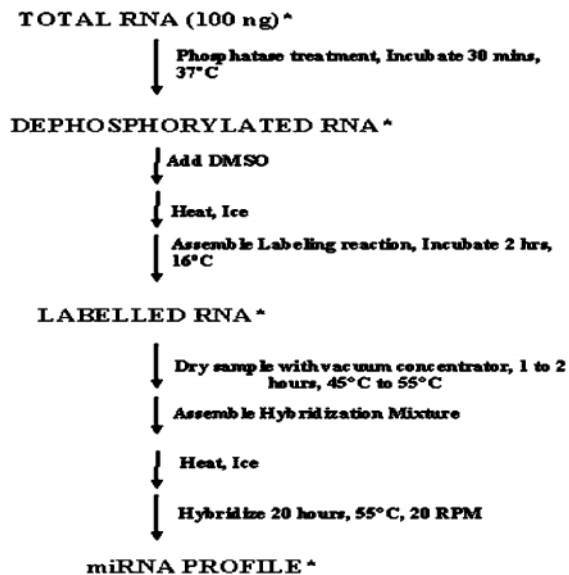 TOTAL RNA (100 ng)*
Phosphatase treatment, Incubate 30 mins,
37°C
DEPHOSPHORYLATED RNA*
Add DMSO
Heat, Ice
Assemble Labeling reaction, Incubate 2 hrs,
16°C
LABELLED RNA*
Dry sample with vacuum concentrator, 1 to 2
hours, 45°C to 55°C
Assemble Hybridization Mixture
Heat, Ice
Hybridize 20 hours, 55°C, 20 RPM
miRNA PROFILE*